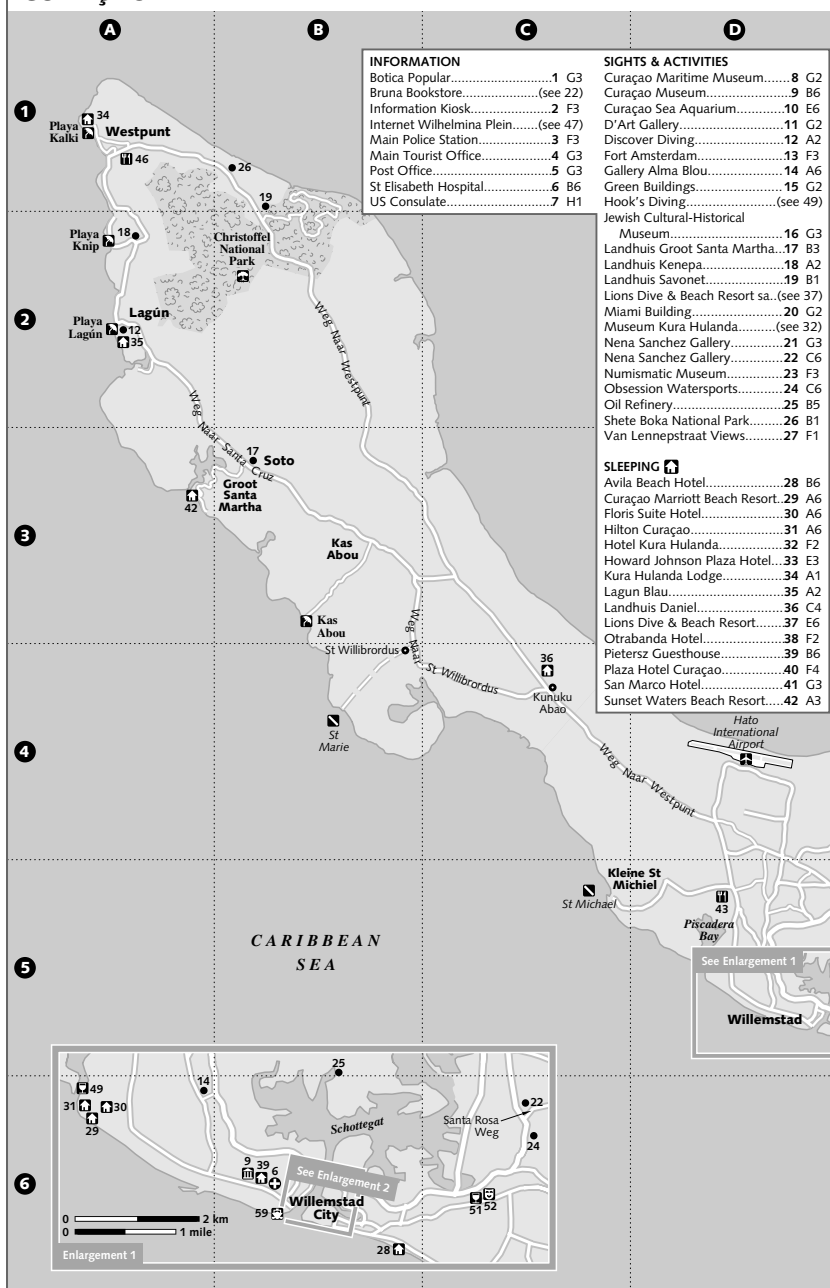 A
B
C
D
INFORMATION
Botica Popular..............................1 G3
Bruna Bookstore....................(see 22)
Information Kiosk.......................2 F3
Internet Wilhelmina Plein......(see 47)
Main Police Station....................3 F3
Main Tourist Office....................4 G3
Post Office.................................5 G3
St Elisabeth Hospital..................6 B6
US Consulate.............................7 H1
SIGHTS & ACTIVITIES
Curaçao Maritime Museum.......8 G2
Curaçao Museum......................9 B6
Curaçao Sea Aquarium............10 E6
D'Art Gallery............................11 G2
Discover Diving........................12 A2
Fort Amsterdam.......................13 F3
Gallery Alma Blou....................14 A6
Green Buildings........................15 G2
Hook's Diving......................(see 49)
Jewish Cultural-Historical
Museum...............................16 G3
Landhuis Groot Santa Martha...17 B3
Landhuis Kenepa......................18 A2
Landhuis Savonet.....................19 B1
Lions Dive & Beach Resort sa..(see 37)
Miami Building.........................20 G2
Museum Kura Hulanda.........(see 32)
Nena Sanchez Gallery..............21 G3
Nena Sanchez Gallery..............22 C6
Numismatic Museum................23 F3
Obsession Watersports.............24 C6
Oil Refinery..............................25 B5
Shete Boka National Park.........26 B1
Van Lennepstraat Views...........27 F1
SLEEPING
Avila Beach Hotel.....................28 B6
Curaçao Marriott Beach Resort..29 A6
Floris Suite Hotel......................30 A6
Hilton Curaçao.........................31 A6
Hotel Kura Hulanda..................32 F2
Howard Johnson Plaza Hotel....33 E3
Kura Hulanda Lodge.................34 A1
Lagun Blau...............................35 A2
Landhuis Daniel........................36 C4
Lions Dive & Beach Resort........37 E6
Otrabanda Hotel......................38 F2
Pietersz Guesthouse..................39 B6
Plaza Hotel Curaçao.................40 F4
San Marco Hotel......................41 G3
Sunset Waters Beach Resort.....42 A3
1
34
Playa
Kalki
Westpunt
46
26
19
Playa
Knip
18
Christoffel
National
Park
2
Lagún
Playa
Lagún
12
35
Weg Naar Westpunt
Weg Naar Santa Cruz
17
Soto
Groot
Santa
Martha
42
3
Kas
Abou
Kas
Abou
Weg Naar St Willibrordus
St Willibrordus
36
Kunuku
Abao
St
Marie
4
Hato
International
Airport
Weg Naar Westpunt
Kleine St
Michiel
St Michael
43
Piscadera
Bay
CARIBBEAN
SEA
5
See Enlargement 1
Willemstad
25
49
14
31
30
29
22
Santa Rosa
Weg
24
Schottegat
6
9
39
6
See Enlargement 2
Willemstad
City
59
51
52
28
0 2 km
0 1 mile
Enlargement 1